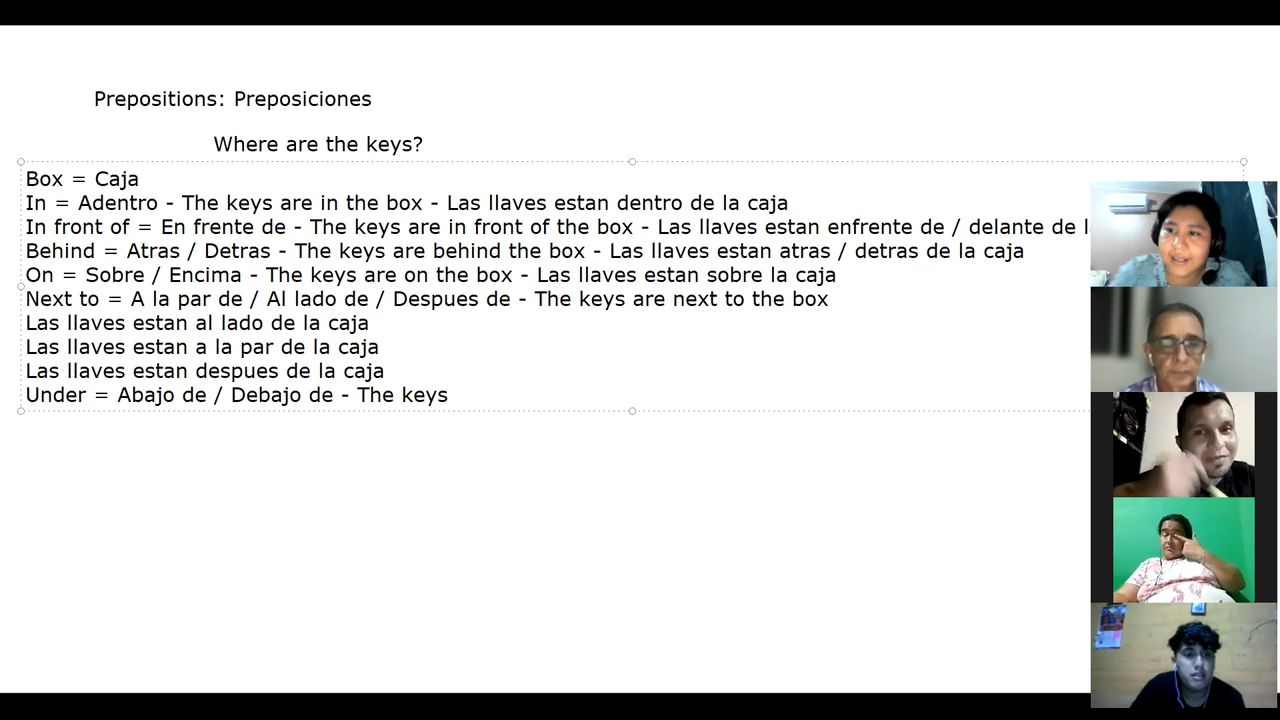 Prepositions: Preposiciones
Where are the keys?
Box = Caja
In = Adentro - The keys are in the box - Las llaves estan dentro de la caja
In front of = En frente de - The keys are in front of the box - Las llaves estan enfrente de / delante de
Behind = Atras / Detras - The keys are behind the box - Las llaves estan atras / detras de la caja
On = Sobre / Encima - The keys are on the box - Las llaves estan sobre la caja
Next to = A la par de / Al lado de / Despues de - The keys are next to the box
Las llaves estan al lado de la caja
Las llaves estan a la par de la caja
Las llaves estan despues de la caja
Under = Abajo de / Debajo de - The keys